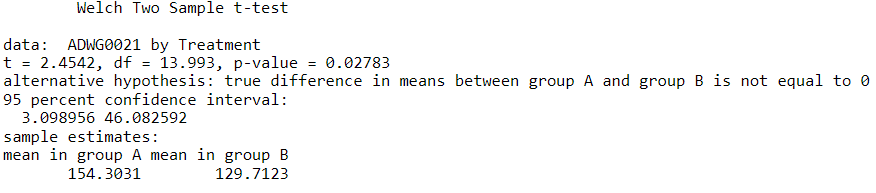 Welch Two Sample t-test
data:  ADWG0021 by Treatment
t = 2.4542, df = 13.993, p-value = 0.02783
alternative hypothesis: true difference in means between group A and group B is not equal to 0
95 percent confidence interval:
  3.098956 46.082592
sample estimates:
mean in group A mean in group B
       154.3031        129.7123